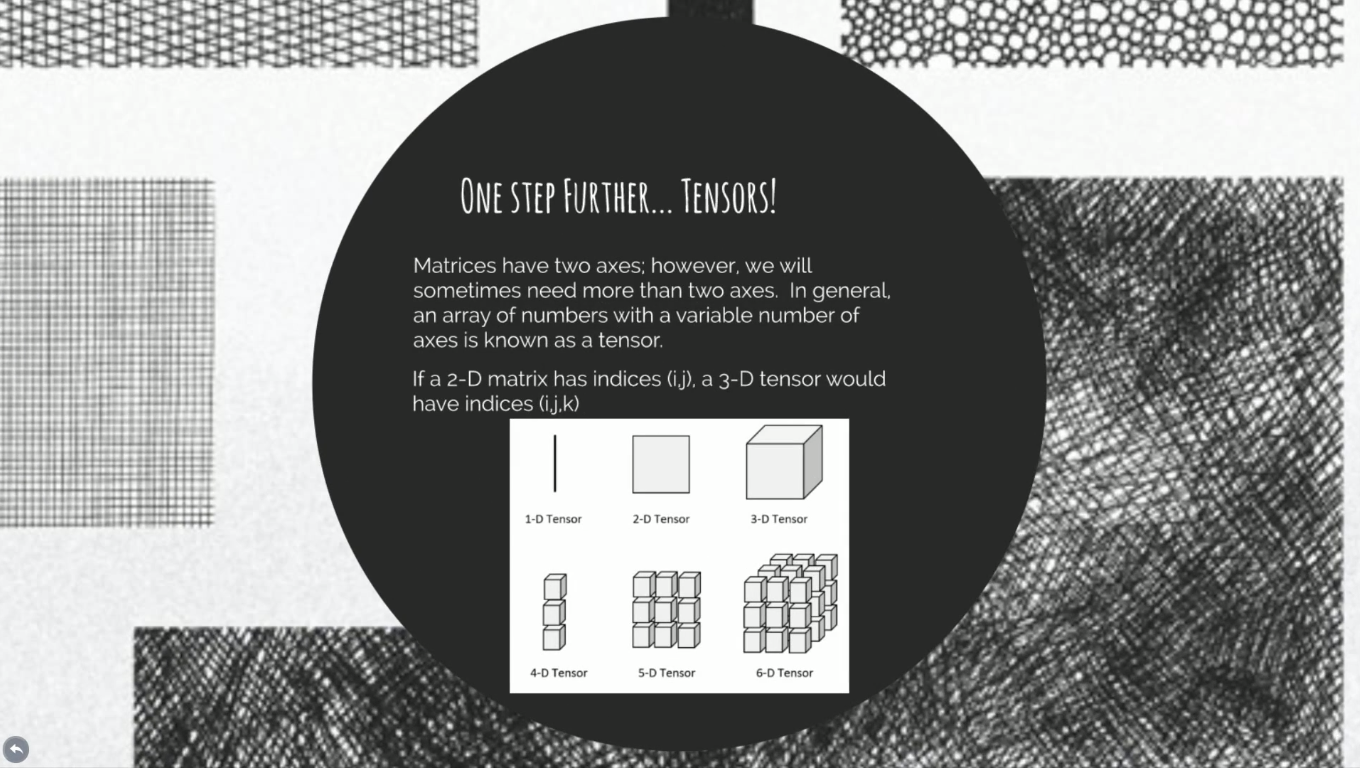 One step Further... Tensors!
Matrices have two axes; however, we will
sometimes need more than two axes.  In general,
an array of numbers with a variable number of
axes is known as a tensor.
If a 2-D matrix has indices (i,j), a 3-D tensor would
have indices (i,j,k)
1-D Tensor
2-D Tensor
3-D Tensor
4-D Tensor
5-D Tensor
6-D Tensor